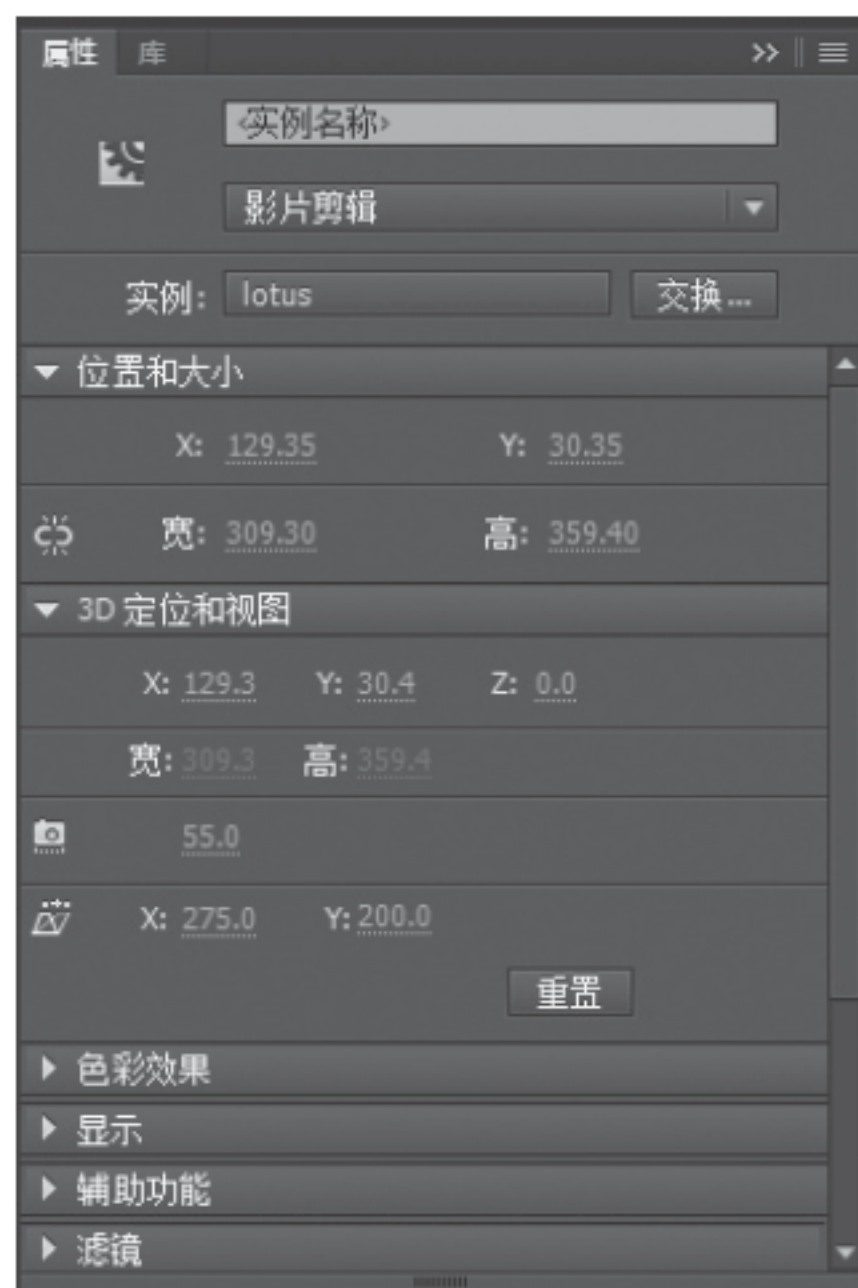 属性 库
<实例名称>
影片剪辑
实例: lotus 交换...
位置和大小
X: 129.35 Y: 30.35
宽: 309.30 高: 359.40
3D 定位和视图
X: 129.3 Y: 30.4 Z: 0.0
宽: 309.3 高: 359.4
55.0
X: 275.0 Y: 200.0
重置
色彩效果
显示
辅助功能
滤镜